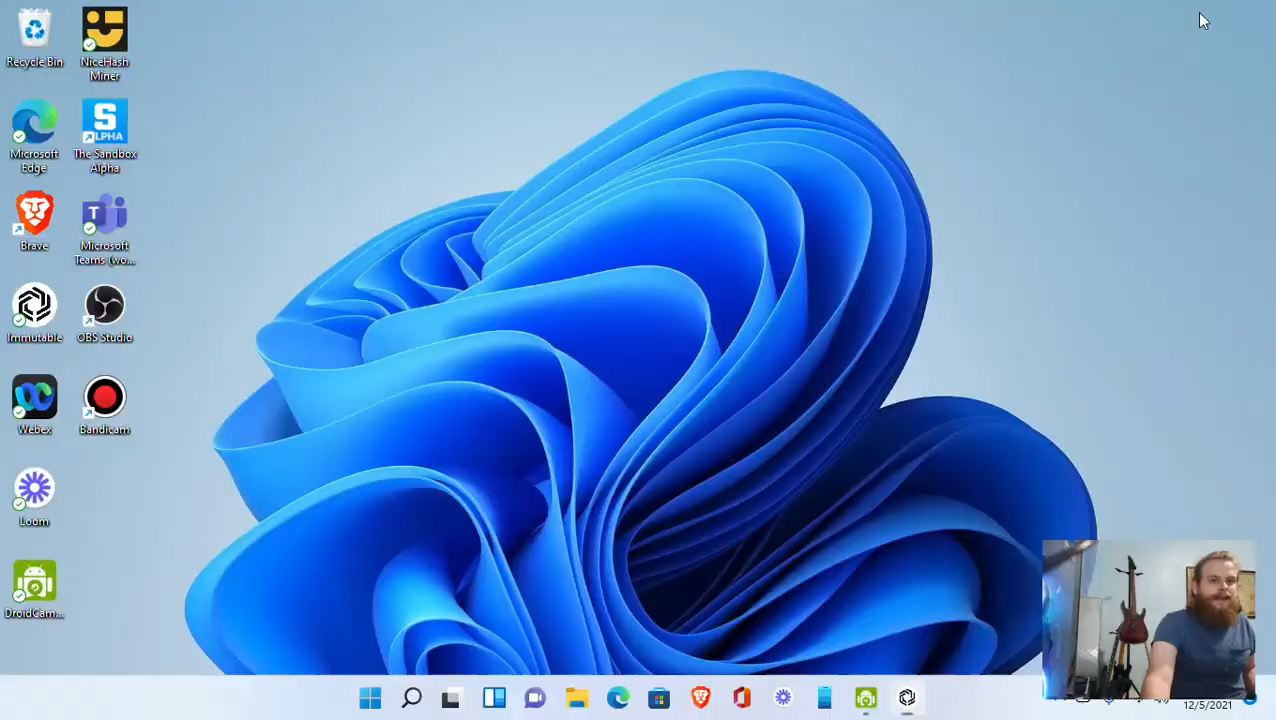 Recycle Bin
NiceHash
Miner
Microsoft
Edge
S
LPHA
The Sandbox
Alpha
Brave
T
Microsoft
Teams (wo...
Immutable
OBS Studio
Webex
Bandicam
Loom
DroidCam...
12/5/2021